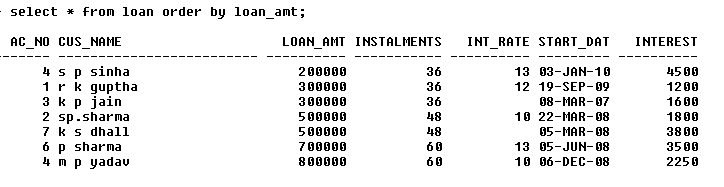 select * from loan order by loan_amt;
AC_NO CUS_NAME LOAN_AMT INSTALMENTS INT_RATE START_DAT INTEREST
4 s p sinha 200000 36 13 03-JAN-10 4500
1 r k guptha 300000 36 12 19-SEP-09 1200
3 k p jain 300000 36 08-MAR-07 1600
2 sp.sharma 500000 48 10 22-MAR-08 1800
7 k s dhall 500000 48 05-MAR-08 3800
6 p sharma 700000 60 13 05-JUN-08 3500
4 m p yadav 800000 60 10 06-DEC-08 2250